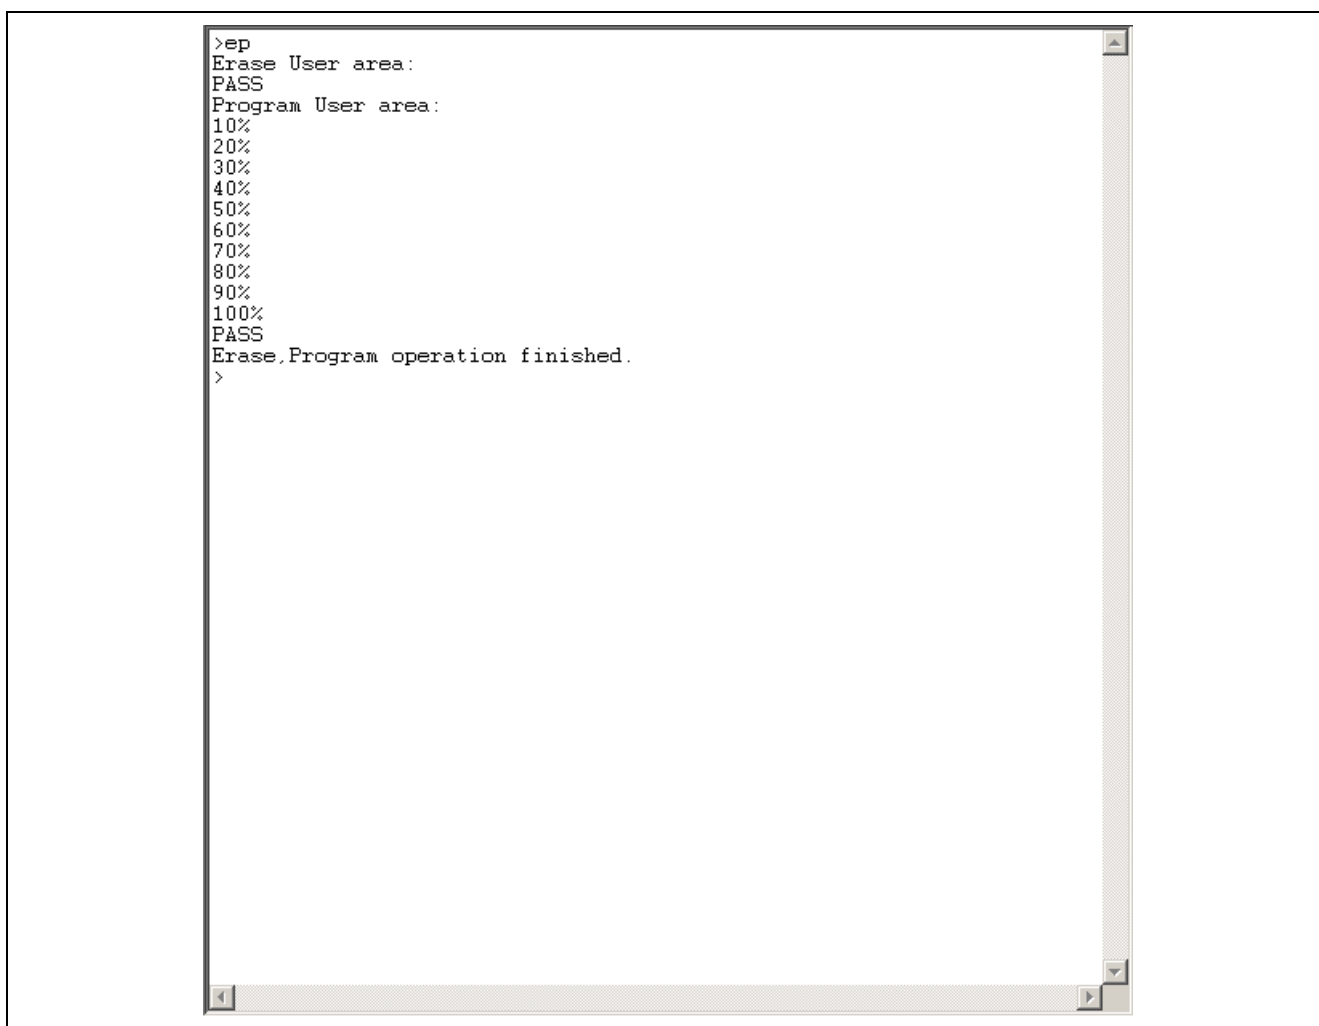 >ep
Erase User area:
PASS
Program User area:
10%
20%
30%
40%
50%
60%
70%
80%
90%
100%
PASS
Erase,Program operation finished.
>